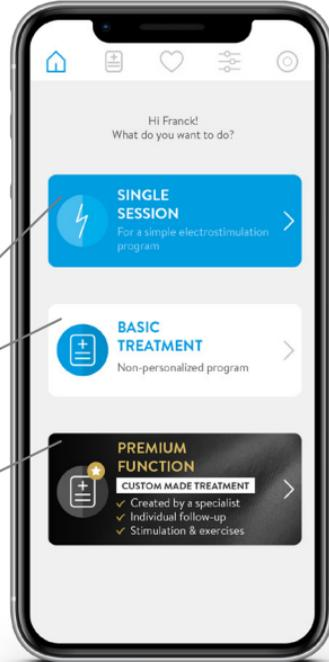 Hi Franck!
What do you want to do?
SINGLE
SESSION
For a simple electrostimulation
program
BASIC
TREATMENT
Non-personalized program
PREMIUM
FUNCTION
CUSTOM MADE TREATMENT
Created by a specialist
Individual follow-up
Stimulation & exercises